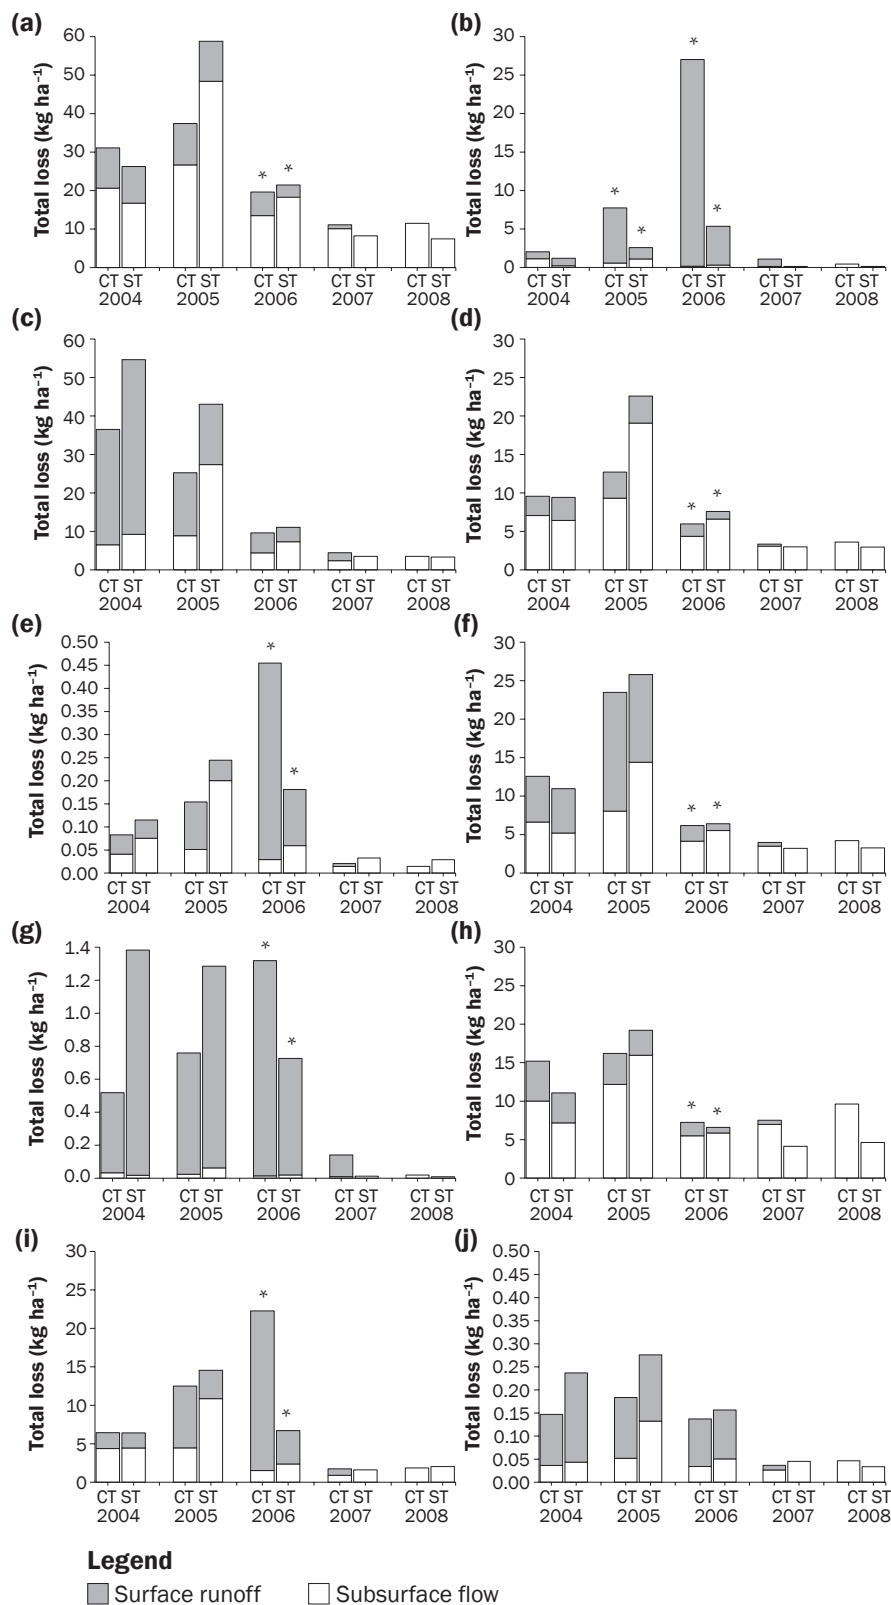 (a)
Total loss (kg ha⁻¹)
60
50
40
30
20
10
0
* *
CT ST CT ST CT ST CT ST CT ST
2004 2005 2006 2007 2008
(b)
Total loss (kg ha⁻¹)
30
25
20
15
10
5
0
* * * *
CT ST CT ST CT ST CT ST CT ST
2004 2005 2006 2007 2008
(c)
Total loss (kg ha⁻¹)
60
50
40
30
20
10
0
CT ST CT ST CT ST CT ST CT ST
2004 2005 2006 2007 2008
(d)
Total loss (kg ha⁻¹)
30
25
20
15
10
5
0
* *
CT ST CT ST CT ST CT ST CT ST
2004 2005 2006 2007 2008
(e)
Total loss (kg ha⁻¹)
0.50
0.45
0.40
0.35
0.30
0.25
0.20
0.15
0.10
0.05
0.00
* *
CT ST CT ST CT ST CT ST CT ST
2004 2005 2006 2007 2008
(f)
Total loss (kg ha⁻¹)
30
25
20
15
10
5
0
* *
CT ST CT ST CT ST CT ST CT ST
2004 2005 2006 2007 2008
(g)
Total loss (kg ha⁻¹)
1.4
1.2
1.0
0.8
0.6
0.4
0.2
0.0
* *
CT ST CT ST CT ST CT ST CT ST
2004 2005 2006 2007 2008
(h)
Total loss (kg ha⁻¹)
30
25
20
15
10
5
0
* *
CT ST CT ST CT ST CT ST CT ST
2004 2005 2006 2007 2008
(i)
Total loss (kg ha⁻¹)
30
25
20
15
10
5
0
* *
CT ST CT ST CT ST CT ST CT ST
2004 2005 2006 2007 2008
(j)
Total loss (kg ha⁻¹)
0.50
0.45
0.40
0.35
0.30
0.25
0.20
0.15
0.10
0.05
0.00
CT ST CT ST CT ST CT ST CT ST
2004 2005 2006 2007 2008
Legend
Surface runoff Subsurface flow